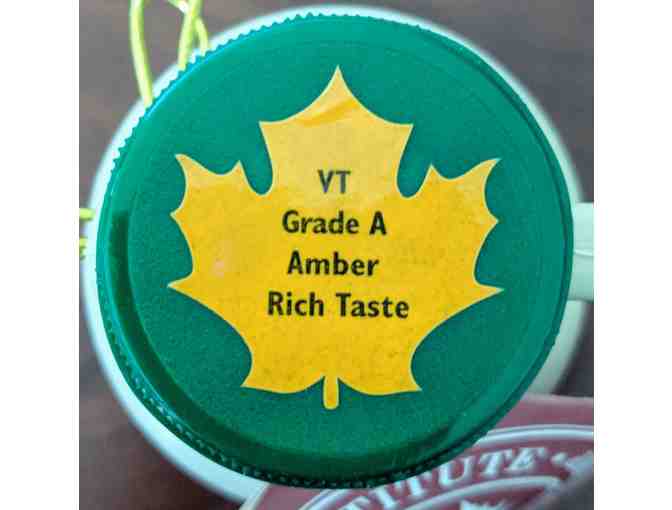 VT
Grade A
Amber
Rich Taste